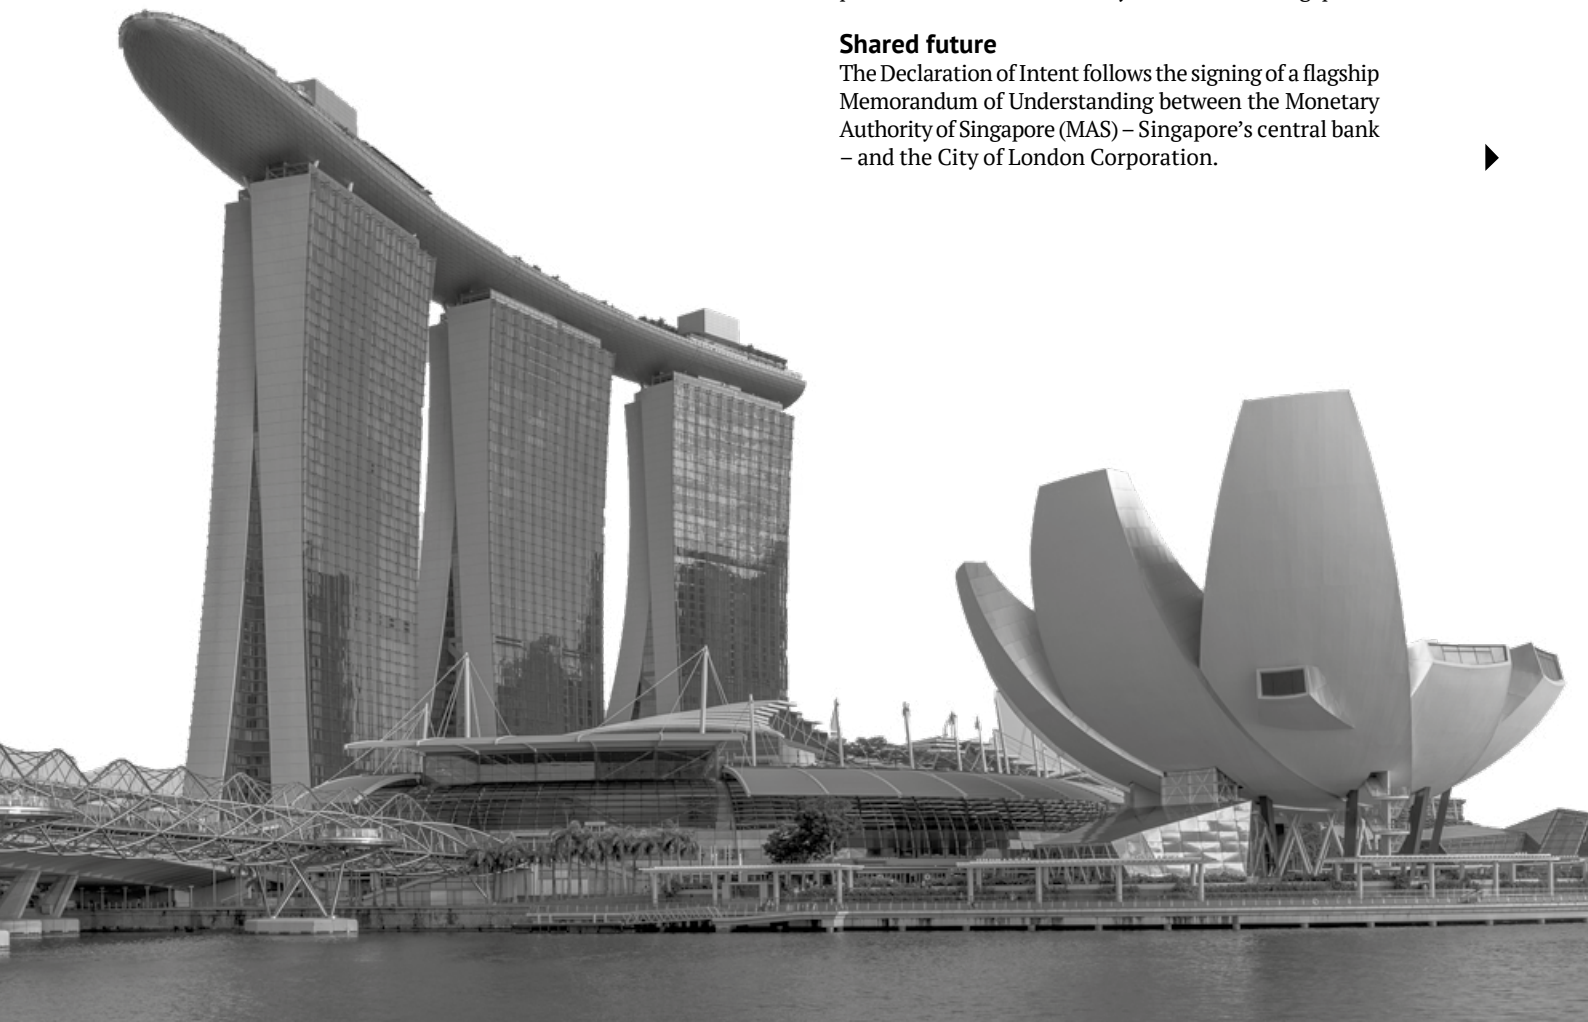 Shared future
The Declaration of Intent follows the signing of a flagship
Memorandum of Understanding between the Monetary
Authority of Singapore (MAS) – Singapore’s central bank
– and the City of London Corporation.